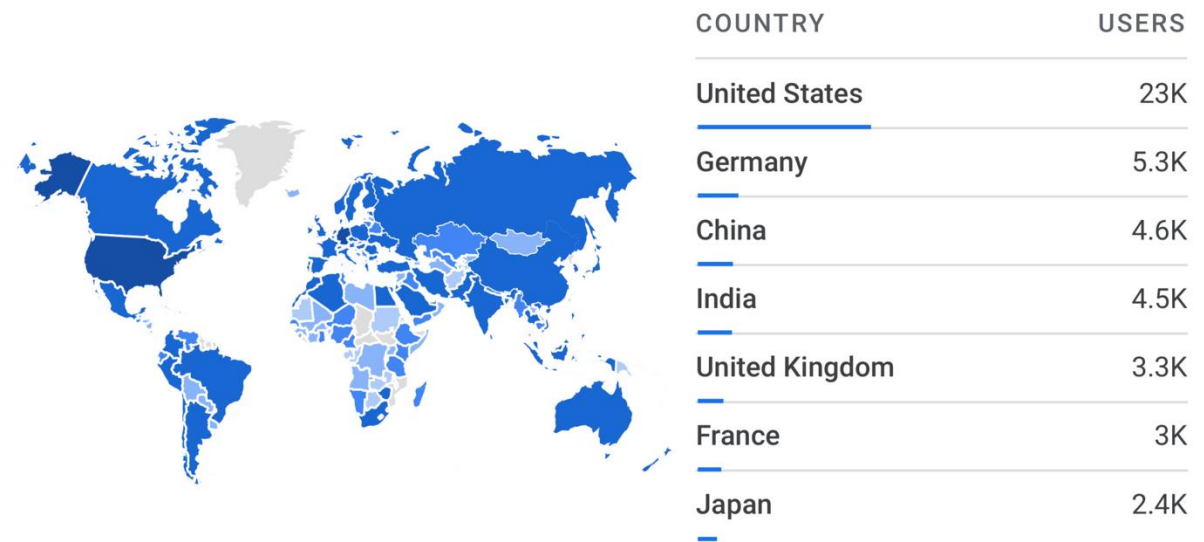 COUNTRY USERS
United States 23K
Germany 5.3K
China 4.6K
India 4.5K
United Kingdom 3.3K
France 3K
Japan 2.4K